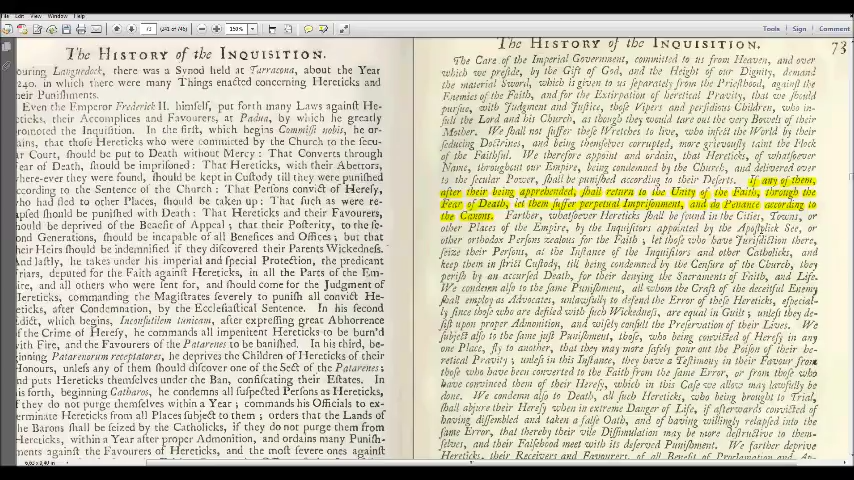 File Edit View Window Help
73 (241 of 746)
150%
Tools Sign Comment
The HISTORY of the INQUISITION.
during Languedock, there was a Synod held at Tarracona, about the Year
1240. in which there were many Things enacted concerning Hereticks and
their Punishments.
Even the Emperor Frederick II. himself, put forth many Laws against He-
reticks, their Accomplices and Favourers, at Padua, by which he greatly
promoted the Inquisition. In the first, which begins Commissi nobis, he or-
dains, that those Hereticks who were committed by the Church to the secu-
lar Court, should be put to Death without Mercy: That Converts through
Fear of Death, should be imprisoned: That Hereticks, with their Abettors,
where-ever they were found, should be kept in Custody till they were punished
according to the Sentence of the Church: That Persons convict of Heresy,
who had fled to other Places, should be taken up: That such as were re-
lapsed should be punished with Death: That Hereticks and their Favourers,
should be deprived of the Benefit of Appeal; that their Posterity, to the se-
cond Generations, should be incapable of all Benefices and Offices; but that
their Heirs should be indemnified if they discovered their Parents Wickedness.
And lastly, he takes under his imperial and special Protection, the predicant
Friars, deputed for the Faith against Hereticks, in all the Parts of the Em-
pire, and all others who were sent for, and should come for the Judgment of
Hereticks, commanding the Magistrates severely to punish all convict He-
reticks, after Condemnation, by the Ecclesiastical Sentence. In his second
Edict, which begins, Inconsutilem tunicam, after expressing great Abhorrence
of the Crime of Heresy, he commands all impenitent Hereticks to be burn'd
with Fire, and the Favourers of the Patarenes to be banished. In his third, be-
ginning Patarenorum receptatores, he deprives the Children of Hereticks of their
Honours, unless any of them should discover one of the Sect of the Patarenes;
and puts Hereticks themselves under the Ban, confiscating their Estates. In
his forth, beginning Catharos, he condemns all suspected Persons as Hereticks,
if they do not purge themselves within a Year; commands his Officials to ex-
terminate Hereticks from all Places subject to them; orders that the Lands of
the Barons shall be seized by the Catholicks, if they do not purge them from
Hereticks, within a Year after proper Admonition, and ordains many Punish-
ments against the Favourers of Hereticks, and the most severe ones against
The HISTORY of the INQUISITION. 73
The Care of the Imperial Government, committed to us from Heaven, and over
which we preside, by the Gift of God, and the Height of our Dignity, demand
the material Sword, which is given to us separately from the Priesthood, against the
Enemies of the Faith, and for the Extirpation of heretical Pravity, that we should
pursue, with Judgment and Justice, those Vipers and perfidious Children, who in-
sult the Lord and his Church, as though they would tare out the very Bowels of their
Mother. We shall not suffer these Wretches to live, who infect the World by their
seducing Doctrines, and being themselves corrupted, more grievously taint the Flock
of the Faithful. We therefore appoint and ordain, that Hereticks, of whatsoever
Name, throughout our Empire, being condemned by the Church, and delivered over
to the secular Power, shall be punished according to their Deserts. If any of them,
after their being apprehended, shall return to the Unity of the Faith, through the
Fear of Death, let them suffer perpetual Imprisonment, and do Penance according to
the Canons. Farther, whatsoever Hereticks shall be found in the Cities, Towns, or
other Places of the Empire, by the Inquisitors appointed by the Apostolick See, or
other orthodox Persons zealous for the Faith; let those who have Jurisdiction there,
seize their Persons, at the Instance of the Inquisitors and other Catholicks, and
keep them in strict Custody, till being condemned by the Censure of the Church, they
perish by an accursed Death, for their denying the Sacraments of Faith, and Life.
We condemn also to the same Punishment, all whom the Craft of the deceitful Enemy
shall employ as Advocates, unlawfully to defend the Error of these Hereticks, especial-
ly since those who are defiled with such Wickedness, are equal in Guilt; unless they de-
sist upon proper Admonition, and wisely consult the Preservation of their Lives. We
subject also to the same just Punishment, those, who being convicted of Heresy in any
one Place, fly to another, that they may more safely pour out the Poison of their he-
retical Pravity; unless in this Instance, they have a Testimony in their Favour from
those who have been converted to the Faith from the same Error, or from those who
have convinced them of their Heresy, which in this Case we allow may lawfully be
done. We condemn also to Death, all such Hereticks, who being brought to Trial,
shall abjure their Heresy when in extreme Danger of Life, if afterwards convicted of
having dissembled and taken a false Oath, and of having willingly relapsed into the
same Error, that thereby their vile Dissimulation may be more destructive to them-
selves, and their Falsehood meet with its deserved Punishment. We farther deprive
Hereticks, their Receivers and Favourers, of all Benefit of Proclamation and Ap-